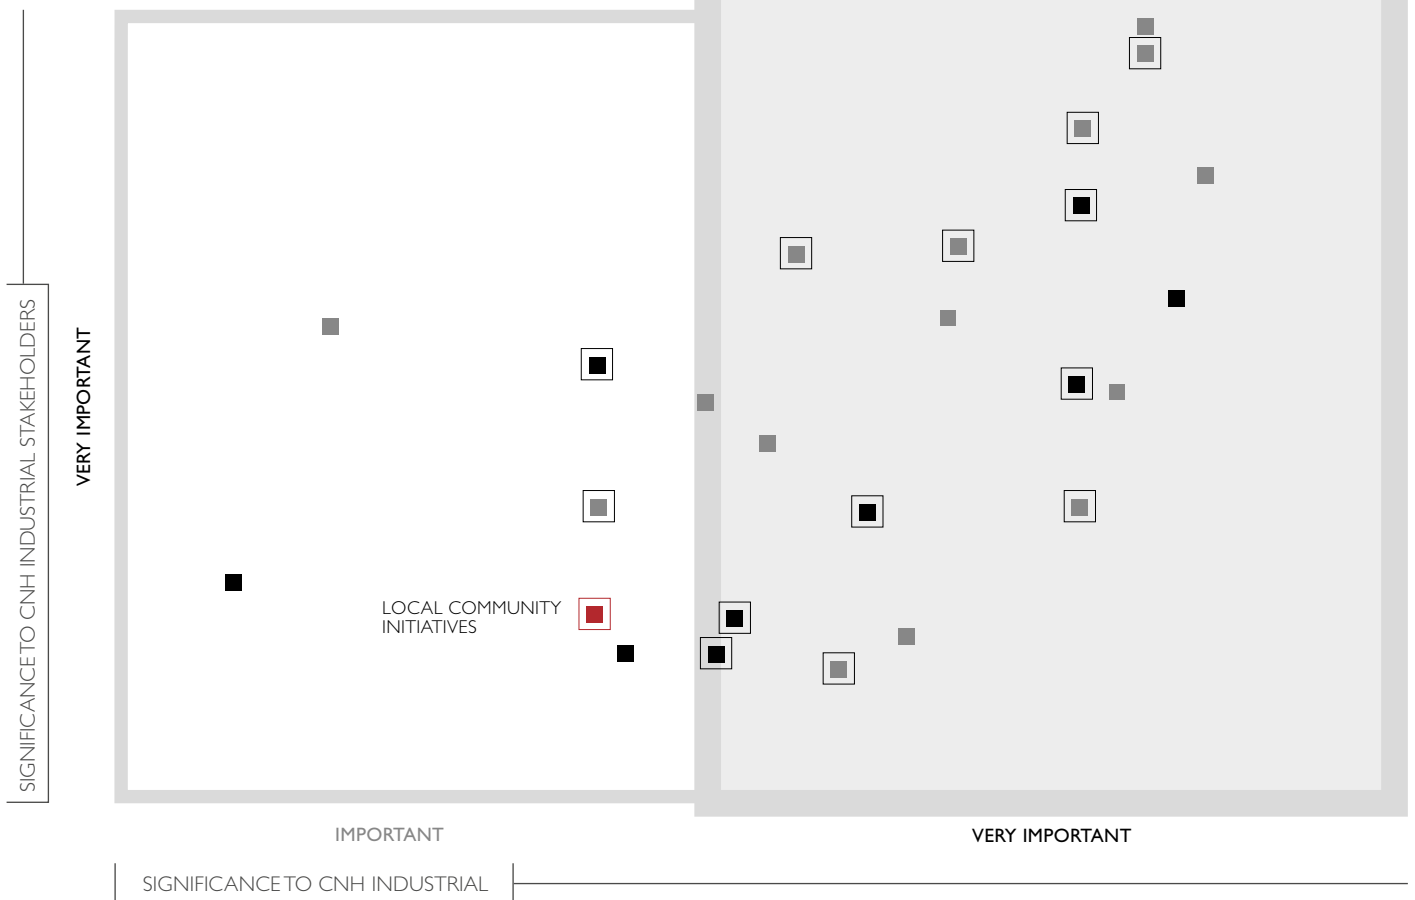 SIGNIFICANCE TO CNH INDUSTRIAL STAKEHOLDERS
VERY IMPORTANT
LOCAL COMMUNITY
INITIATIVES
IMPORTANT
VERY IMPORTANT
SIGNIFICANCE TO CNH INDUSTRIAL